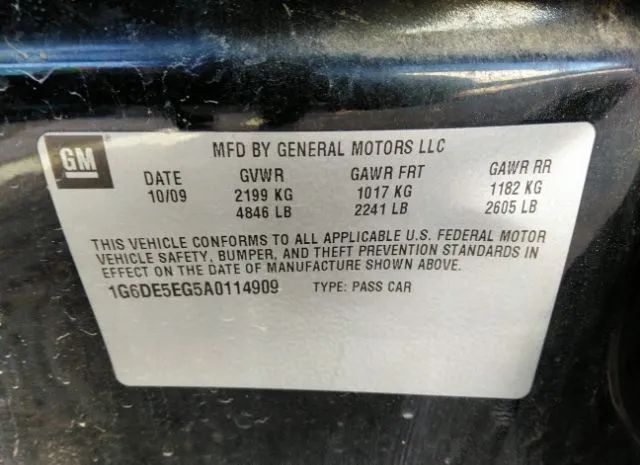 GM
MFD BY GENERAL MOTORS LLC
DATE GVWR GAWR FRT GAWR RR
10/09 2199 KG 1017 KG 1182 KG
4846 LB 2241 LB 2605 LB
THIS VEHICLE CONFORMS TO ALL APPLICABLE U.S. FEDERAL MOTOR
VEHICLE SAFETY, BUMPER, AND THEFT PREVENTION STANDARDS IN
EFFECT ON THE DATE OF MANUFACTURE SHOWN ABOVE.
1G6DE5EG5A0114909 TYPE: PASS CAR